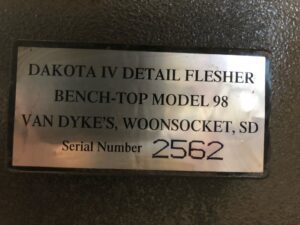 DAKOTA IV DETAIL FLESHER
BENCH-TOP MODEL 98
VAN DYKE'S, WOONSOCKET, SD
Serial Number 2562